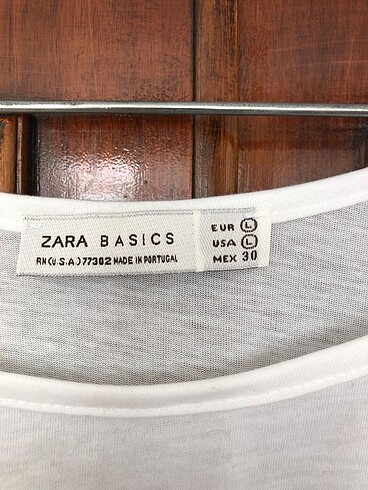 ZARA BASICS
RN(U.S.A.)77302 MADE IN PORTUGAL
EUR L
USA L
MEX 30